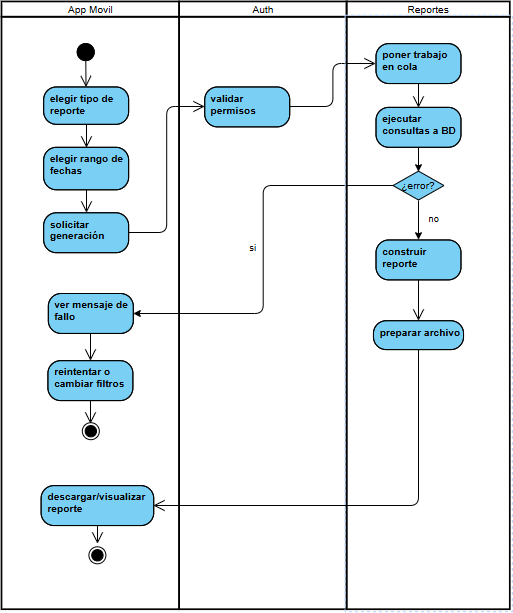 App Movil
Auth
Reportes
elegir tipo de
reporte
elegir rango de
fechas
solicitar
generación
validar
permisos
poner trabajo
en cola
ejecutar
consultas a BD
¿error?
no
si
construir
reporte
preparar archivo
ver mensaje de
fallo
reintentar o
cambiar filtros
descargar/visualizar
reporte